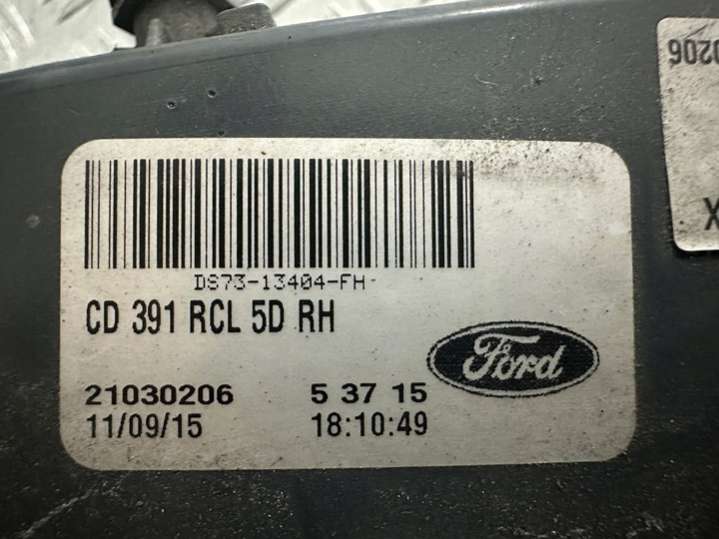 DS73-13404-FH
CD 391 RCL 5D RH
Ford
21030206 5 37 15
11/09/15 18:10:49
0206
X